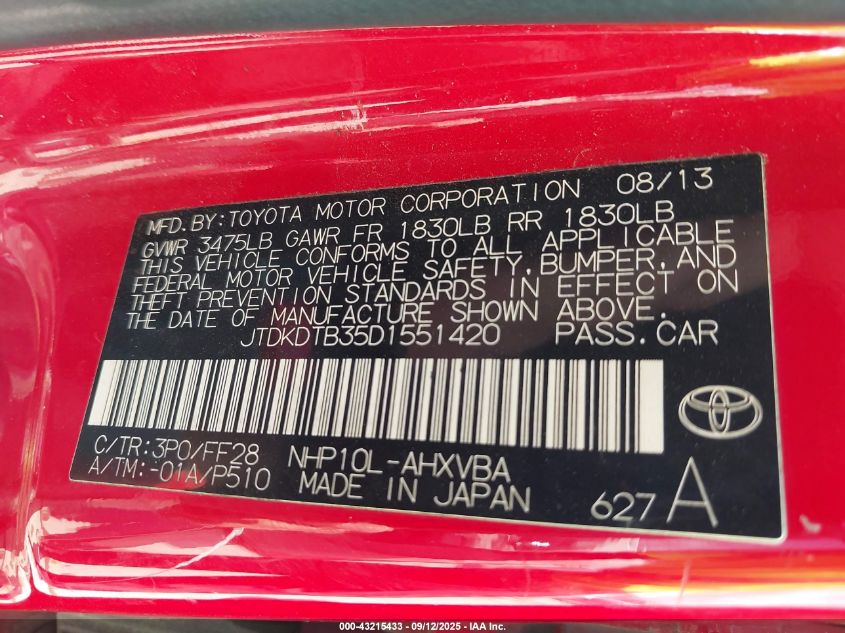 MFD. BY: TOYOTA MOTOR CORPORATION 08/13
GVWR 3475LB GAWR FR 1830LB RR 1830LB
THIS VEHICLE CONFORMS TO ALL APPLICABLE
FEDERAL MOTOR VEHICLE SAFETY, BUMPER, AND
THEFT PREVENTION STANDARDS IN EFFECT ON
THE DATE OF MANUFACTURE SHOWN ABOVE.
JTDKDTB35D1551420 PASS.CAR
C/TR:3P0/FF28 NHP10L-AHXVBA
A/TM:-01A/P510 MADE IN JAPAN
627A
000-43215433 - 09/12/2025 - IAA Inc.